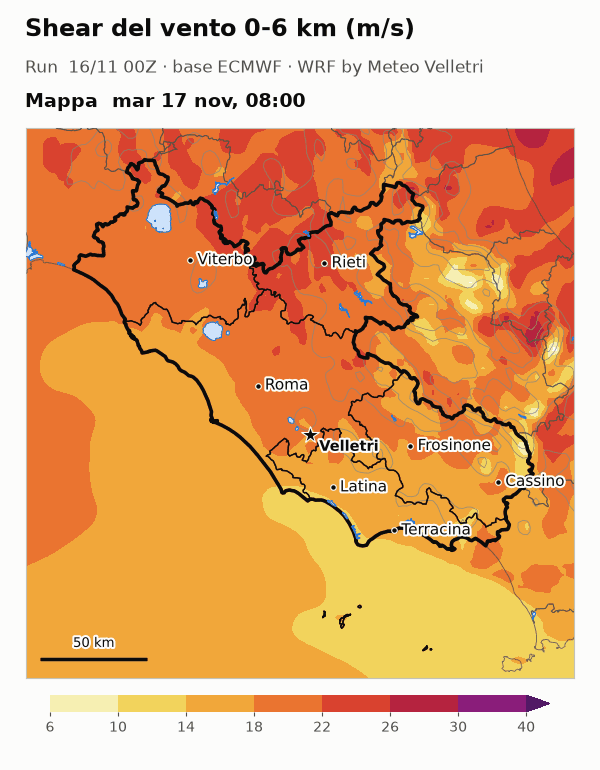 Shear del vento 0-6 km (m/s)
Run  16/11 00Z · base ECMWF · WRF by Meteo Velletri
Mappa  mar 17 nov, 08:00
Viterbo
Rieti
Roma
Velletri
Frosinone
Cassino
Latina
Terracina
50 km
6 10 14 18 22 26 30 40